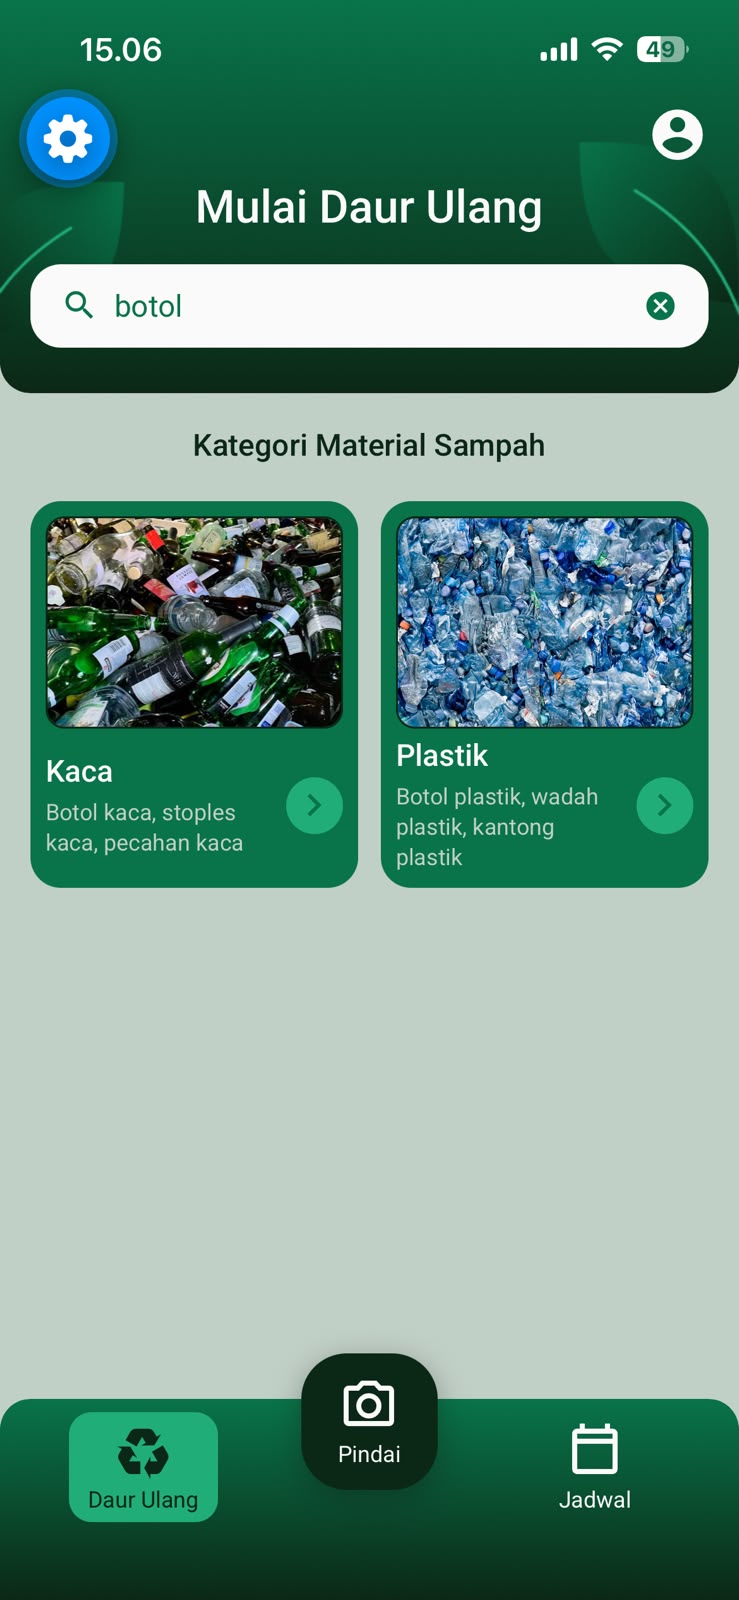 15.06
49
Mulai Daur Ulang
botol
Kategori Material Sampah
Kaca
Botol kaca, stoples
kaca, pecahan kaca
Plastik
Botol plastik, wadah
plastik, kantong
plastik
Pindai
Daur Ulang
Jadwal